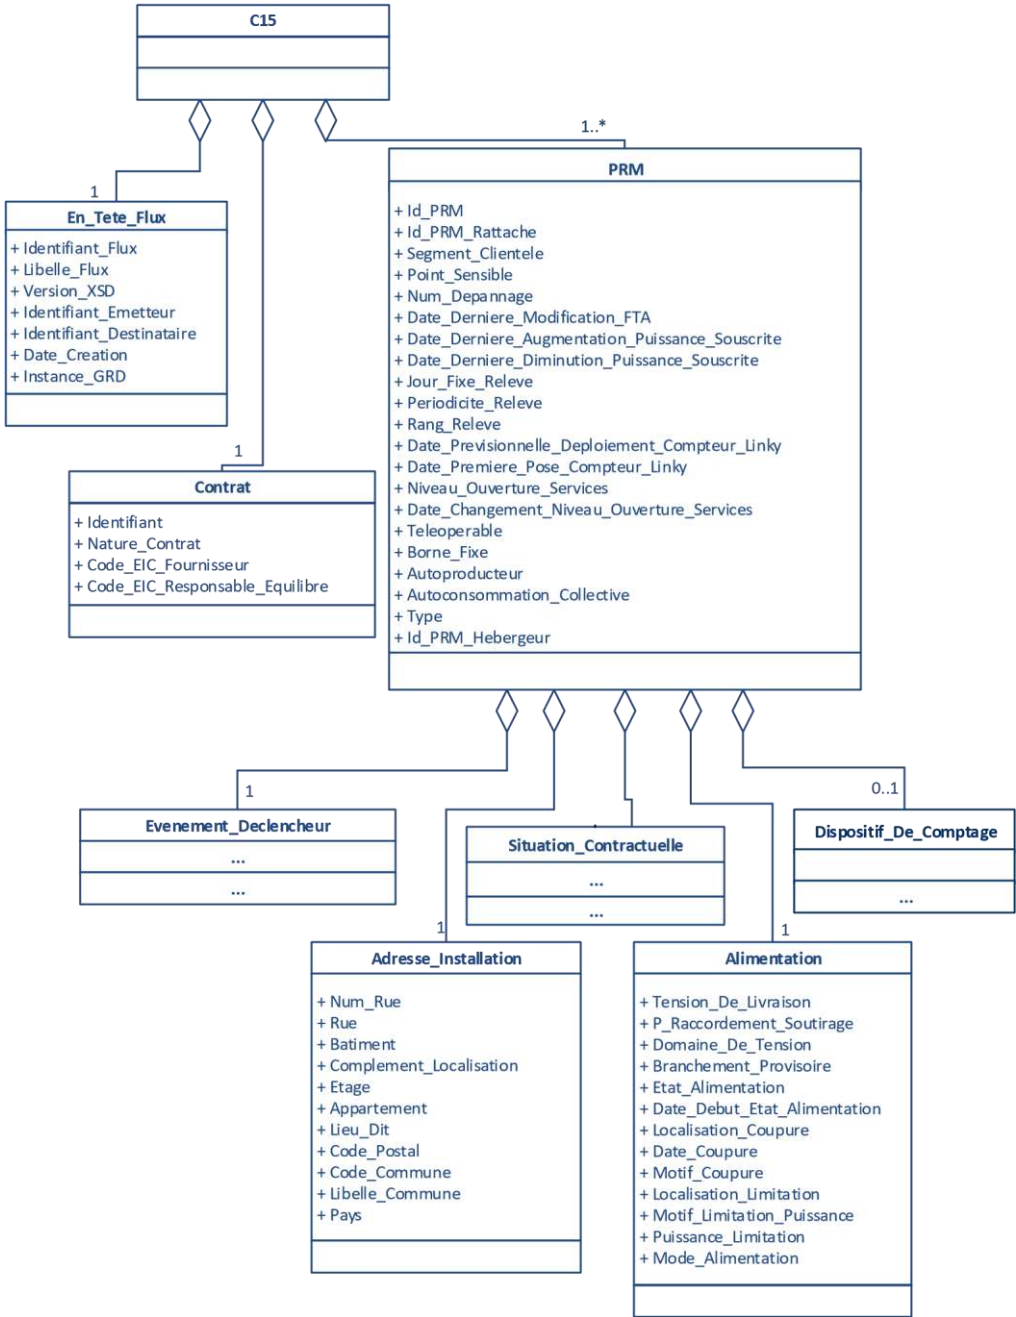 C15
1..*
1
En_Tete_Flux
+ Identifiant_Flux
+ Libelle_Flux
+ Version_XSD
+ Identifiant_Emetteur
+ Identifiant_Destinataire
+ Date_Creation
+ Instance_GRD
1
Contrat
+ Identifiant
+ Nature_Contrat
+ Code_EIC_Fournisseur
+ Code_EIC_Responsable_Equilibre
PRM
+ Id_PRM
+ Id_PRM_Rattache
+ Segment_Clientele
+ Point_Sensible
+ Num_Depannage
+ Date_Derniere_Modification_FTA
+ Date_Derniere_Augmentation_Puissance_Souscrite
+ Date_Derniere_Diminution_Puissance_Souscrite
+ Jour_Fixe_Releve
+ Periodicite_Releve
+ Rang_Releve
+ Date_Previsionnelle_Deploiement_Compteur_Linky
+ Date_Premiere_Pose_Compteur_Linky
+ Niveau_Ouverture_Services
+ Date_Changement_Niveau_Ouverture_Services
+ Teleoperable
+ Borne_Fixe
+ Autoproducteur
+ Autoconsommation_Collective
+ Type
+ Id_PRM_Hebergeur
1
Evenement_Declencheur
...
...
Situation_Contractuelle
...
...
0..1
Dispositif_De_Comptage
...
1
Adresse_Installation
+ Num_Rue
+ Rue
+ Batiment
+ Complement_Localisation
+ Etage
+ Appartement
+ Lieu_Dit
+ Code_Postal
+ Code_Commune
+ Libelle_Commune
+ Pays
1
Alimentation
+ Tension_De_Livraison
+ P_Raccordement_Soutirage
+ Domaine_De_Tension
+ Branchement_Provisoire
+ Etat_Alimentation
+ Date_Debut_Etat_Alimentation
+ Localisation_Coupure
+ Date_Coupure
+ Motif_Coupure
+ Localisation_Limitation
+ Motif_Limitation_Puissance
+ Puissance_Limitation
+ Mode_Alimentation